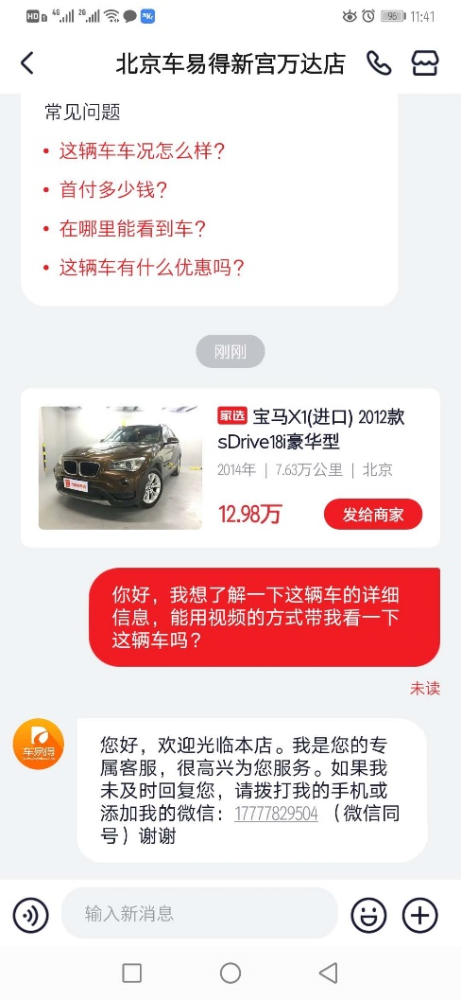 HD 4G 2G 95 11:41
北京车易得新宫万达店
常见问题
• 这辆车车况怎么样？
• 首付多少钱？
• 在哪里能看到车？
• 这辆车有什么优惠吗？
刚刚
家选 宝马X1(进口) 2012款
sDrive18i豪华型
2014年 | 7.63万公里 | 北京
12.98万 发给商家
你好，我想了解一下这辆车的详细
信息，能用视频的方式带我看一下
这辆车吗？
未读
车易得
您好，欢迎光临本店。我是您的专
属客服，很高兴为您服务。如果我
未及时回复您，请拨打我的手机或
添加我的微信：17777829504 （微信同
号）谢谢
输入新消息